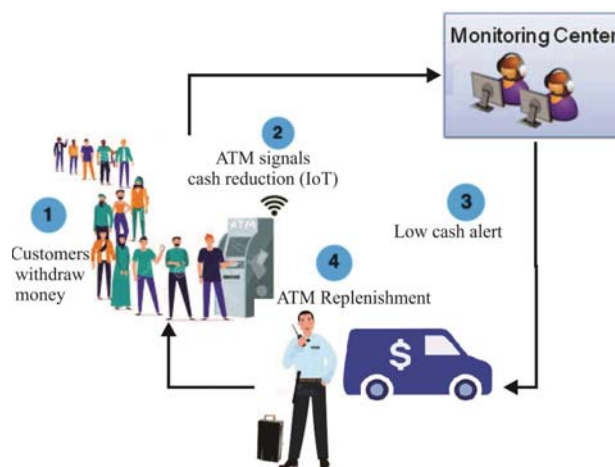 Monitoring Center
2
ATM signals
cash reduction (IoT)
1
Customers
withdraw
money
ATM
3
Low cash alert
4
ATM Replenishment
$